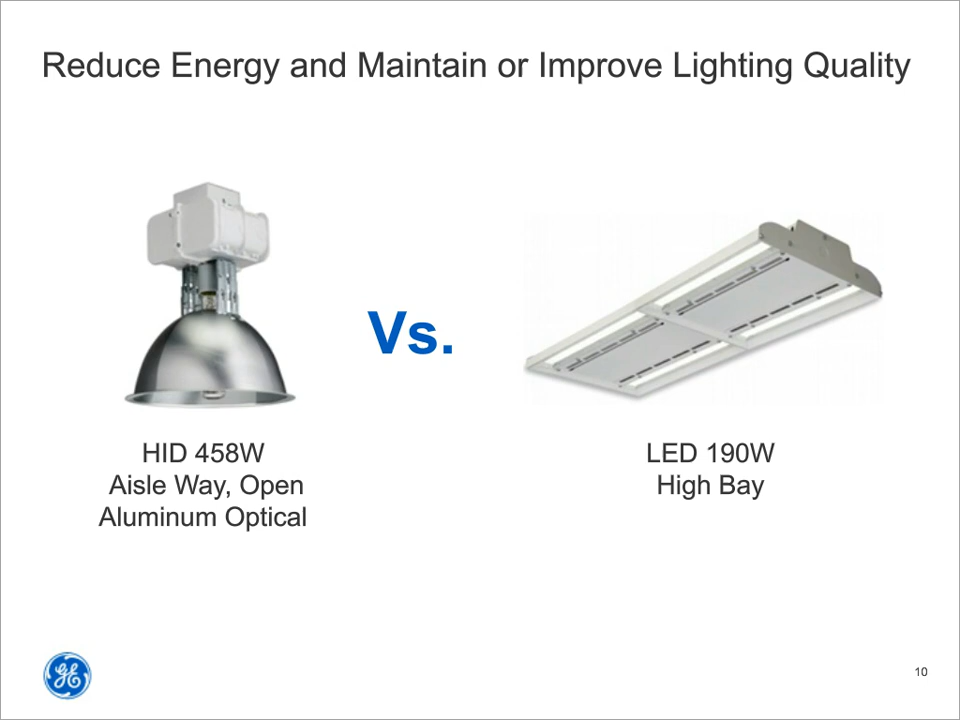 Reduce Energy and Maintain or Improve Lighting Quality
Vs.
HID 458W
Aisle Way, Open
Aluminum Optical
LED 190W
High Bay
GE
10